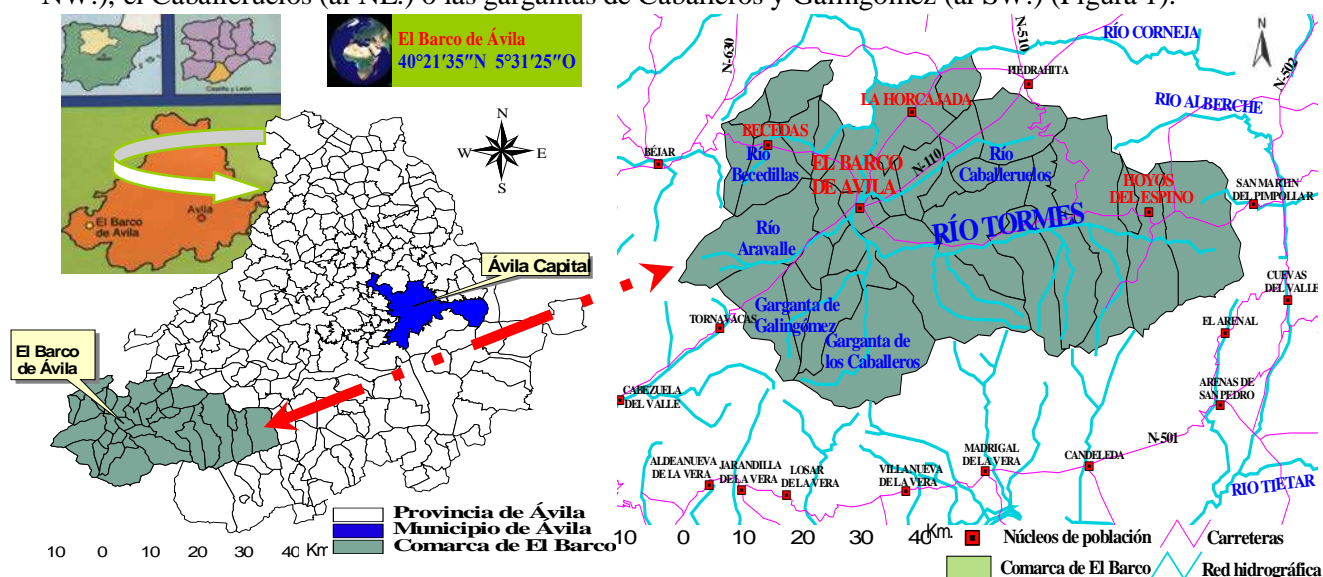 NW.), el Caballeruelos (al NE.) o las gargantas de Caballeros y Galingómez (al SW.) (Figura 1).
El Barco de Ávila
40°21′35″N 5°31′25″O
Castilla y León
El Barco
de Avila
Avila
N
W
E
S
Ávila Capital
El Barco
de Ávila
Provincia de Ávila
Municipio de Ávila
Comarca de El Barco
10 0 10 20 30 40 Km
N-630
N-510
RÍO CORNEJA
N
N-502
PIEDRAHITA
LA HORCAJADA
RIO ALBERCHE
BECEDAS
BÉJAR
Río
Becedillas
EL BARCO
DE AVILA
N-110
Río
Caballeruelos
HOYOS
DEL ESPINO
SAN MARTIN
DEL PIMPOLLAR
RÍO TORMES
Río
Aravalle
CUEVAS
DEL VALLE
TORNAVACAS
Garganta de
Galingómez
EL ARENAL
Garganta de
los Caballeros
CABEZUELA
DEL VALLE
ARENAS DE
SAN PEDRO
N-501
ALDEANUEVA
DE LA VERA
JARANDILLA
DE LA VERA
LOSAR
DE LA VERA
VILLANUEVA
DE LA VERA
MADRIGAL
DE LA VERA
CANDELEDA
RIO TIETAR
10 0 10 20 30 40 Km.
Núcleos de población
Carreteras
Comarca de El Barco
Red hidrográfica